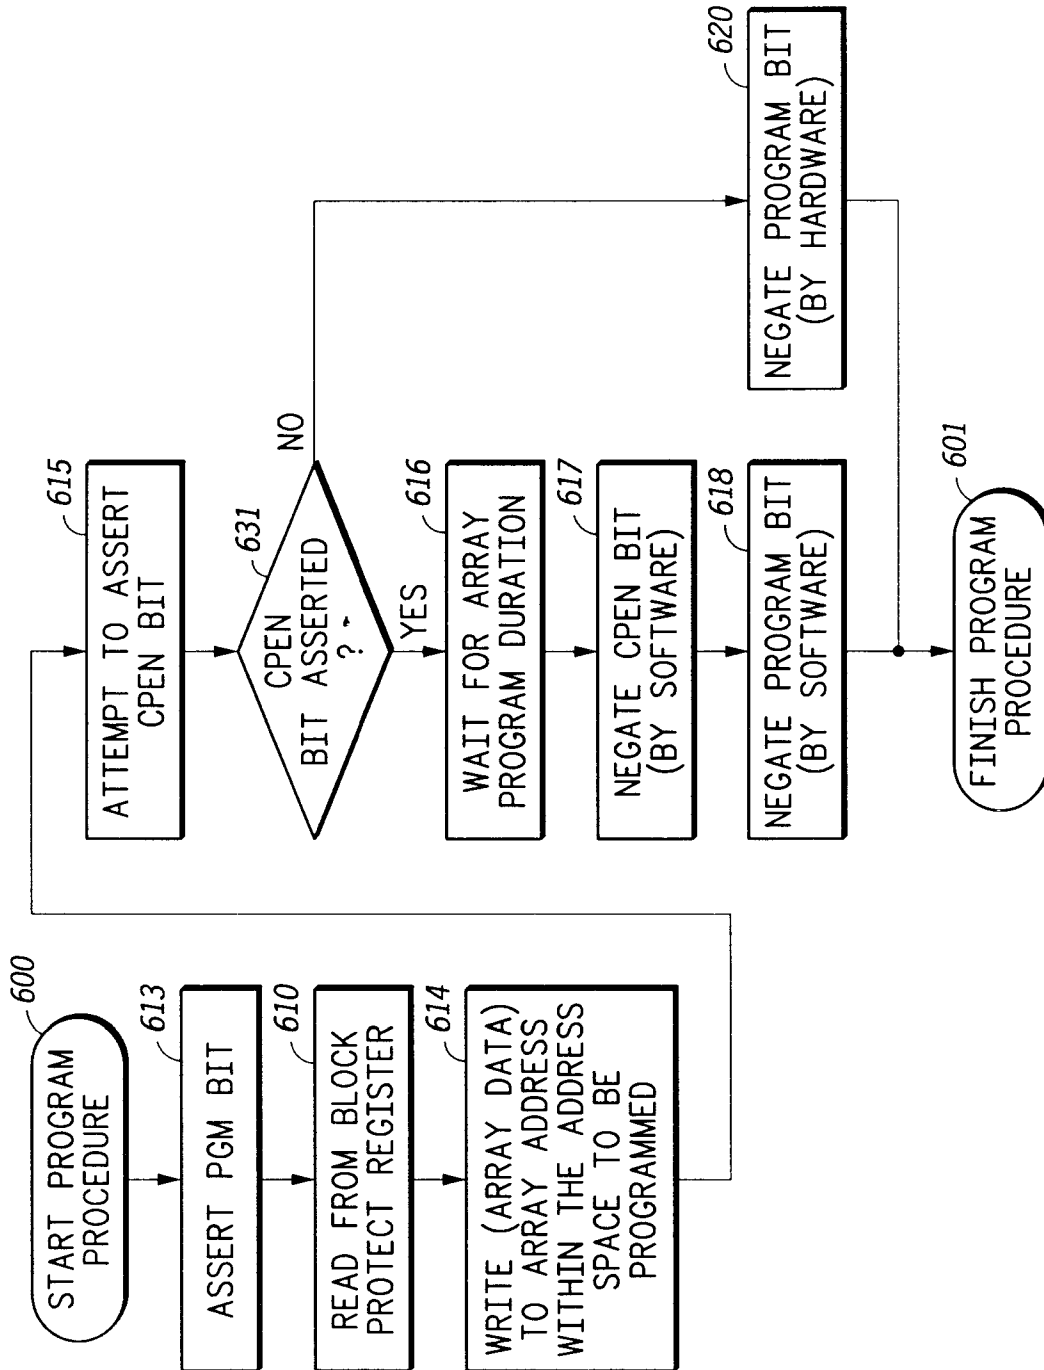 600
START PROGRAM
PROCEDURE
613
ASSERT PGM BIT
610
READ FROM BLOCK
PROTECT REGISTER
614
WRITE (ARRAY DATA)
TO ARRAY ADDRESS
WITHIN THE ADDRESS
SPACE TO BE
PROGRAMMED
615
ATTEMPT TO ASSERT
CPEN BIT
631
CPEN
BIT ASSERTED
?
NO
YES
616
WAIT FOR ARRAY
PROGRAM DURATION
617
NEGATE CPEN BIT
(BY SOFTWARE)
618
NEGATE PROGRAM BIT
(BY SOFTWARE)
620
NEGATE PROGRAM BIT
(BY HARDWARE)
601
FINISH PROGRAM
PROCEDURE